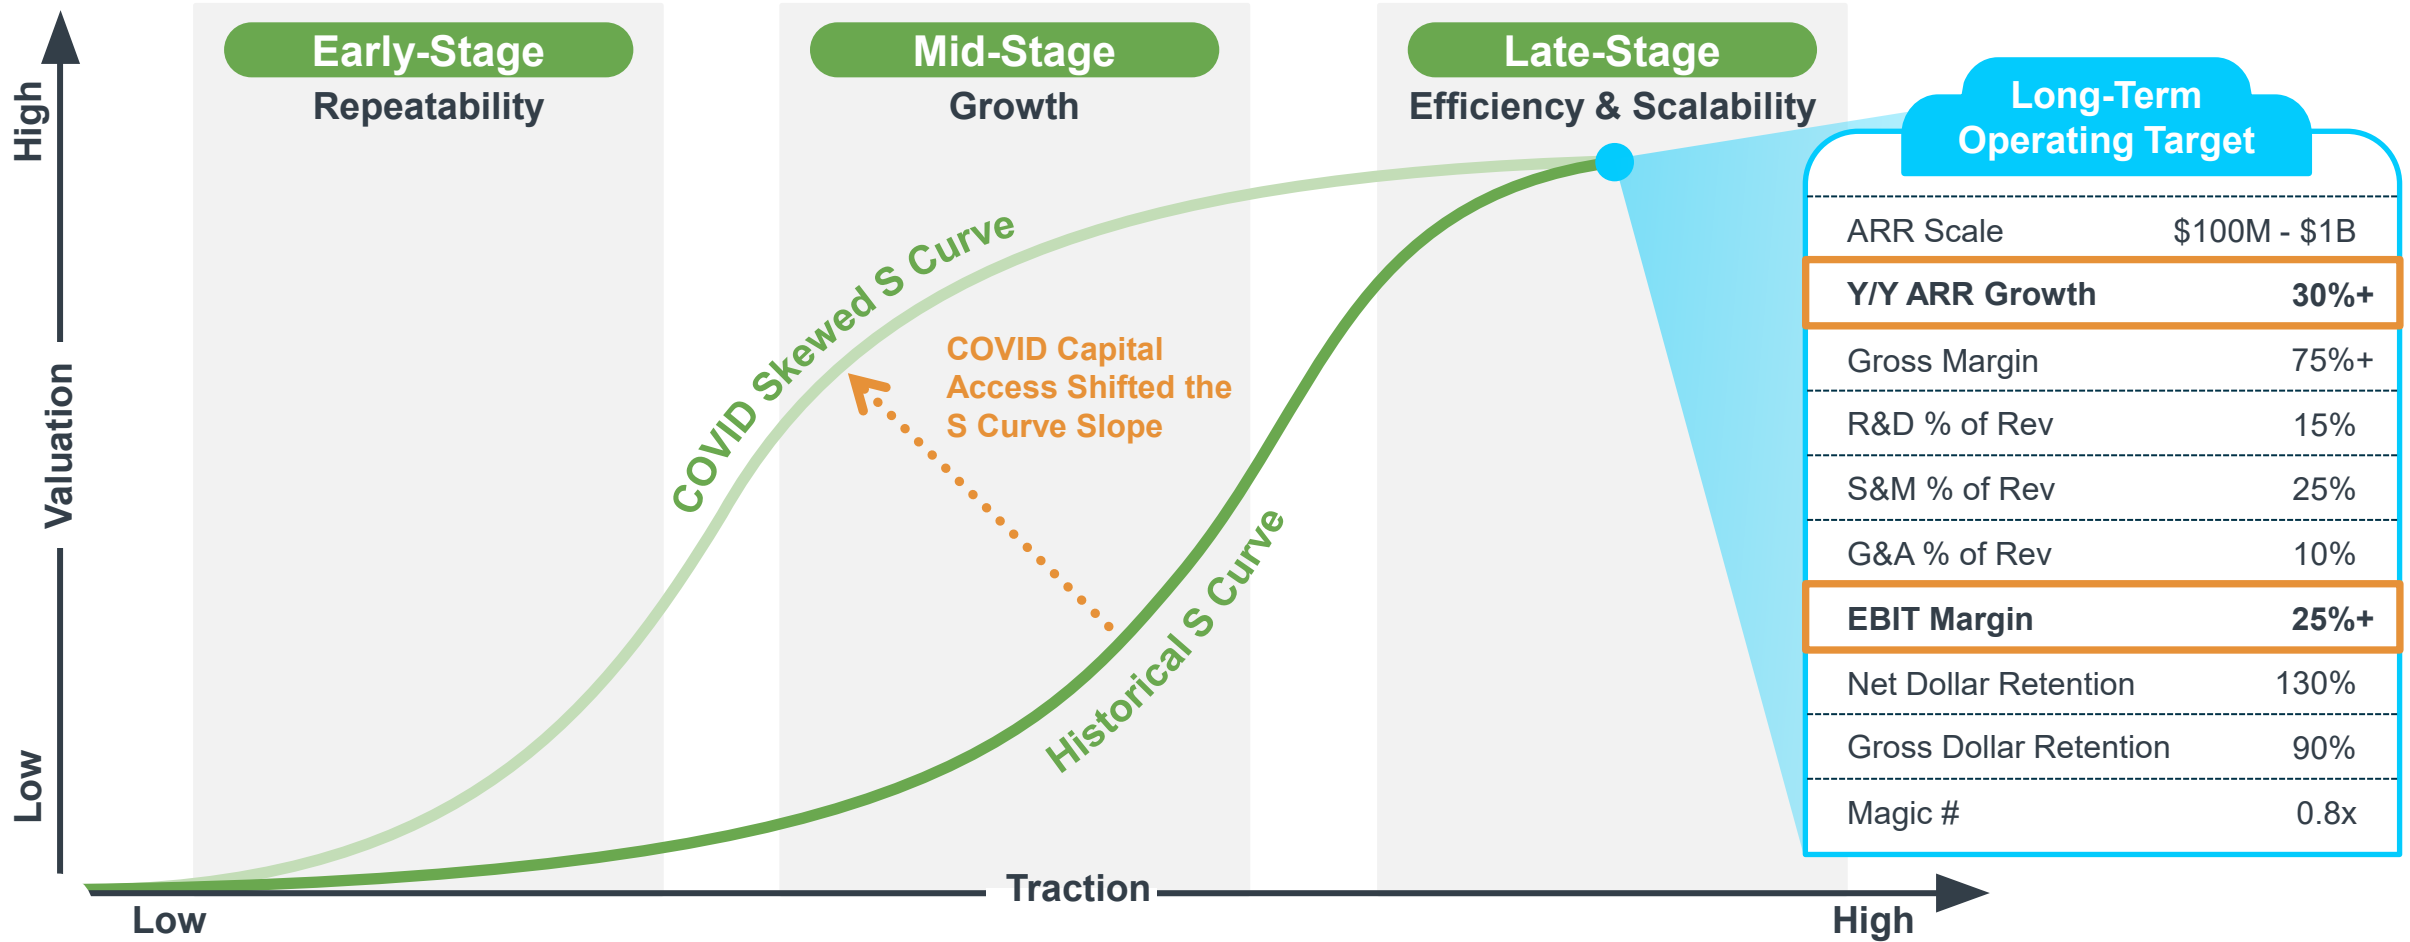 Early-Stage
Repeatability
Mid-Stage
Growth
Late-Stage
Efficiency & Scalability
High
Valuation
Low
COVID Skewed S Curve
COVID Capital
Access Shifted the
S Curve Slope
Historical S Curve
Low
Traction
High
Long-Term
Operating Target
ARR Scale $100M - $1B
Y/Y ARR Growth 30%+
Gross Margin 75%+
R&D % of Rev 15%
S&M % of Rev 25%
G&A % of Rev 10%
EBIT Margin 25%+
Net Dollar Retention 130%
Gross Dollar Retention 90%
Magic # 0.8x